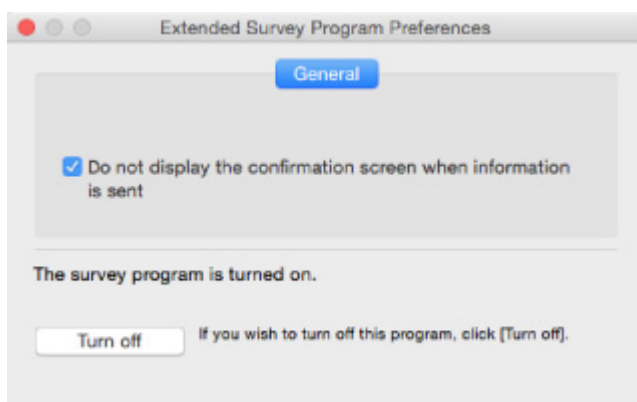 Extended Survey Program Preferences
General
Do not display the confirmation screen when information
is sent
The survey program is turned on.
Turn off
If you wish to turn off this program, click [Turn off].